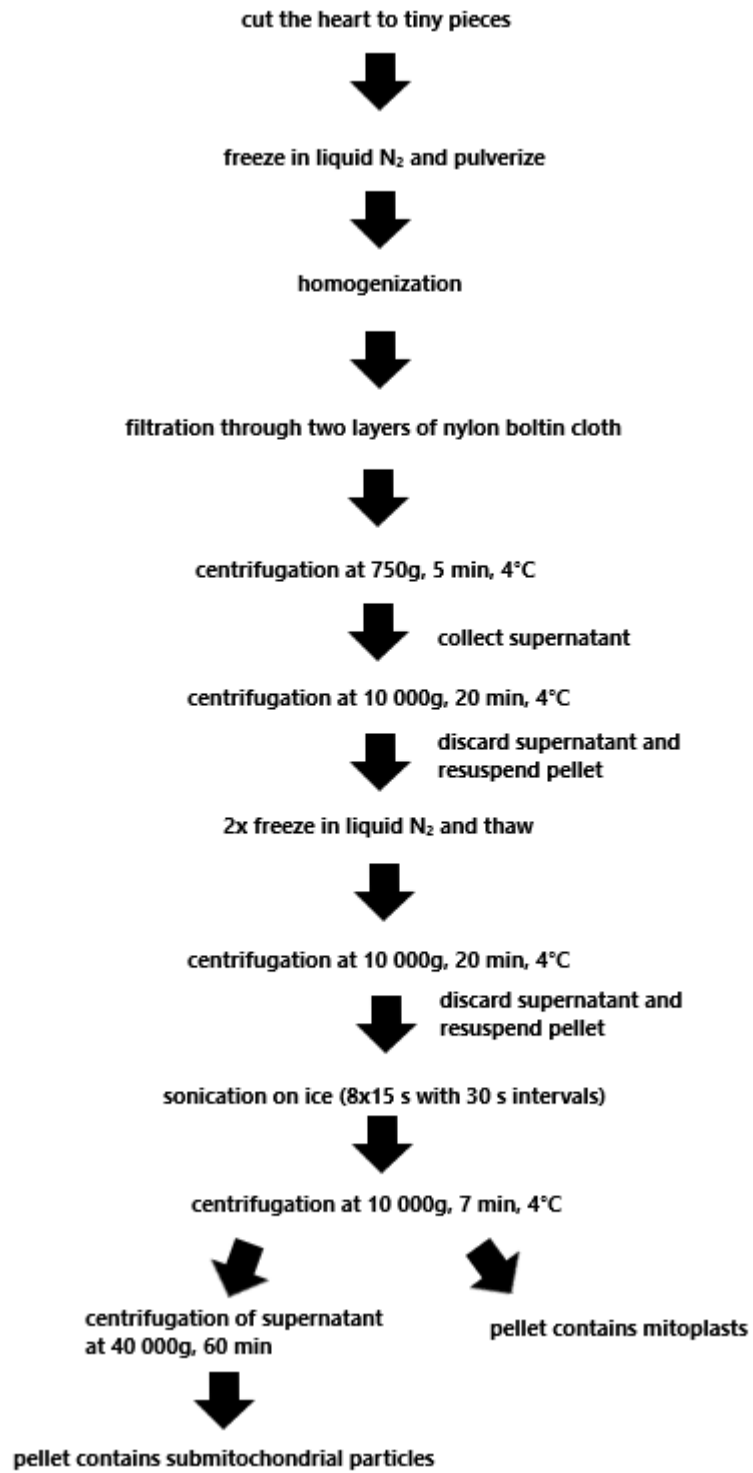 cut the heart to tiny pieces
freeze in liquid N₂ and pulverize
homogenization
filtration through two layers of nylon boltin cloth
centrifugation at 750g, 5 min, 4°C
collect supernatant
centrifugation at 10 000g, 20 min, 4°C
discard supernatant and
resuspend pellet
2x freeze in liquid N₂ and thaw
centrifugation at 10 000g, 20 min, 4°C
discard supernatant and
resuspend pellet
sonication on ice (8x15 s with 30 s intervals)
centrifugation at 10 000g, 7 min, 4°C
centrifugation of supernatant
at 40 000g, 60 min
pellet contains mitoplasts
pellet contains submitochondrial particles